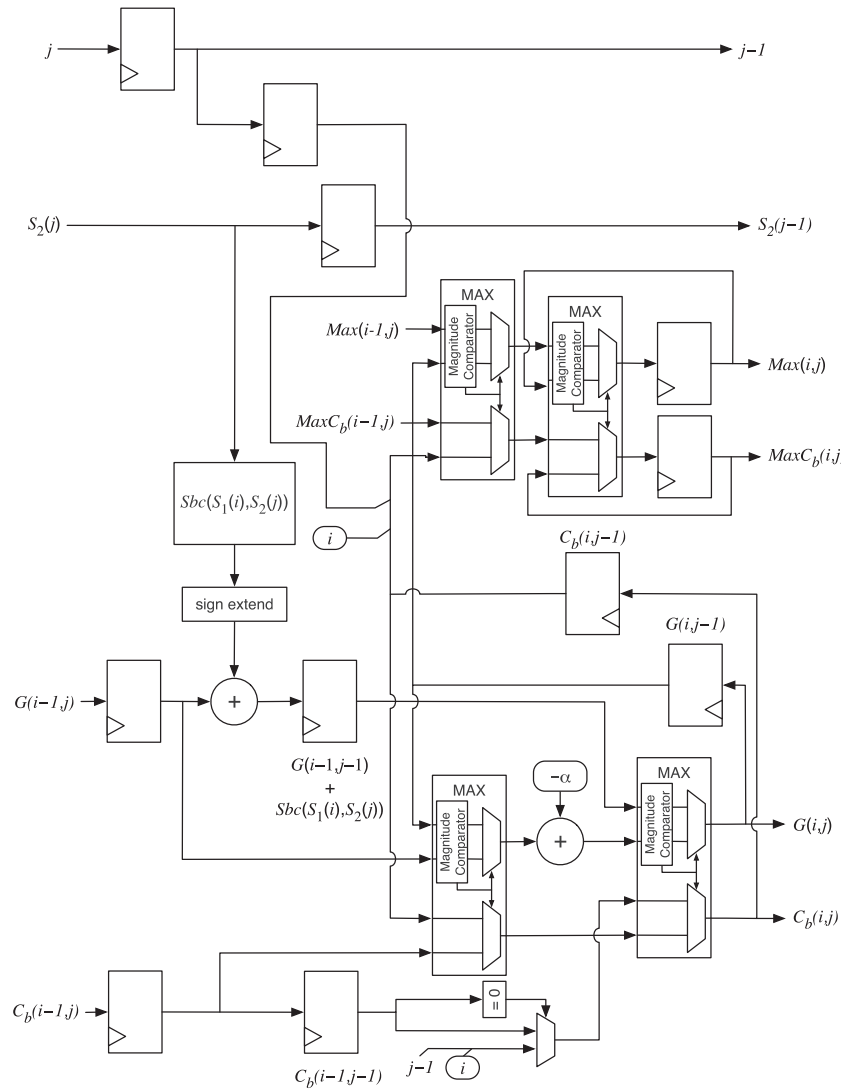 j
j−1
S2(j)
S2(j−1)
MAX
MAX
Max(i-1,j)
Magnitude
Comparator
Magnitude
Comparator
Max(i,j)
MaxCb(i−1,j)
MaxCb(i,j
Sbc(S1(i),S2(j))
i
Cb(i,j−1)
sign extend
G(i,j−1)
G(i−1,j)
+
G(i−1,j−1)
+
Sbc(S1(i),S2(j))
MAX
−α
MAX
Magnitude
Comparator
+
Magnitude
Comparator
G(i,j)
Cb(i,j)
Cb(i−1,j)
= 0
j−1
i
Cb(i−1,j−1)